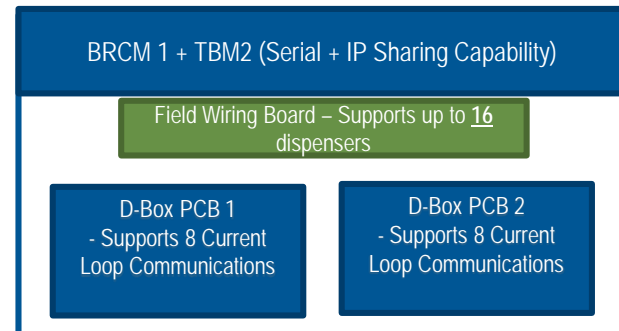 BRCM 1 + TBM2 (Serial + IP Sharing Capability)
Field Wiring Board – Supports up to 16
dispensers
D-Box PCB 1
- Supports 8 Current
Loop Communications
D-Box PCB 2
- Supports 8 Current
Loop Communications